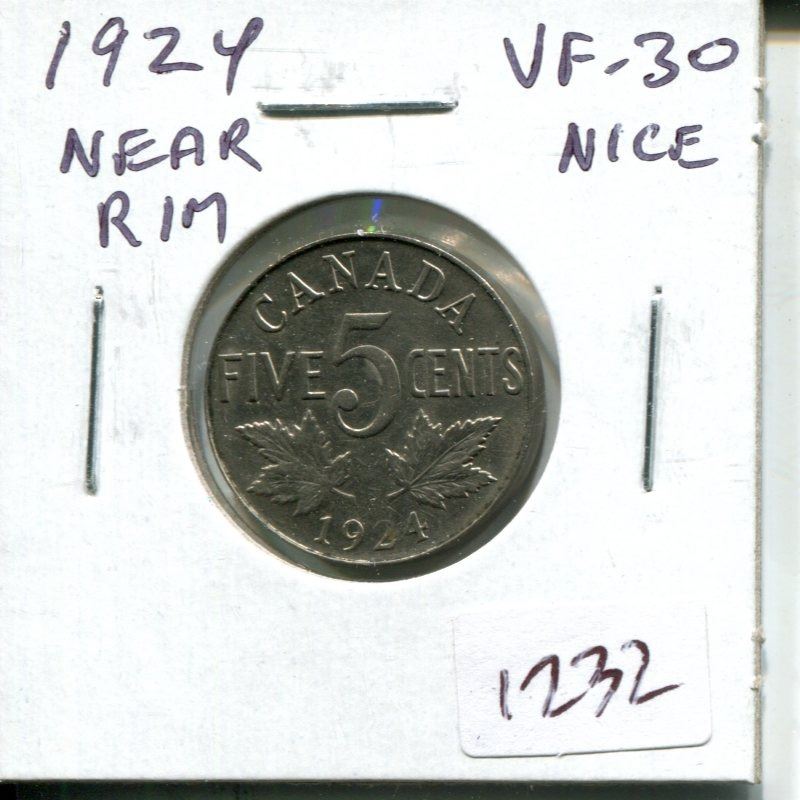 1924 VF-30
NEAR NICE
RIM
CANADA
FIVE 5 CENTS
1924
1232